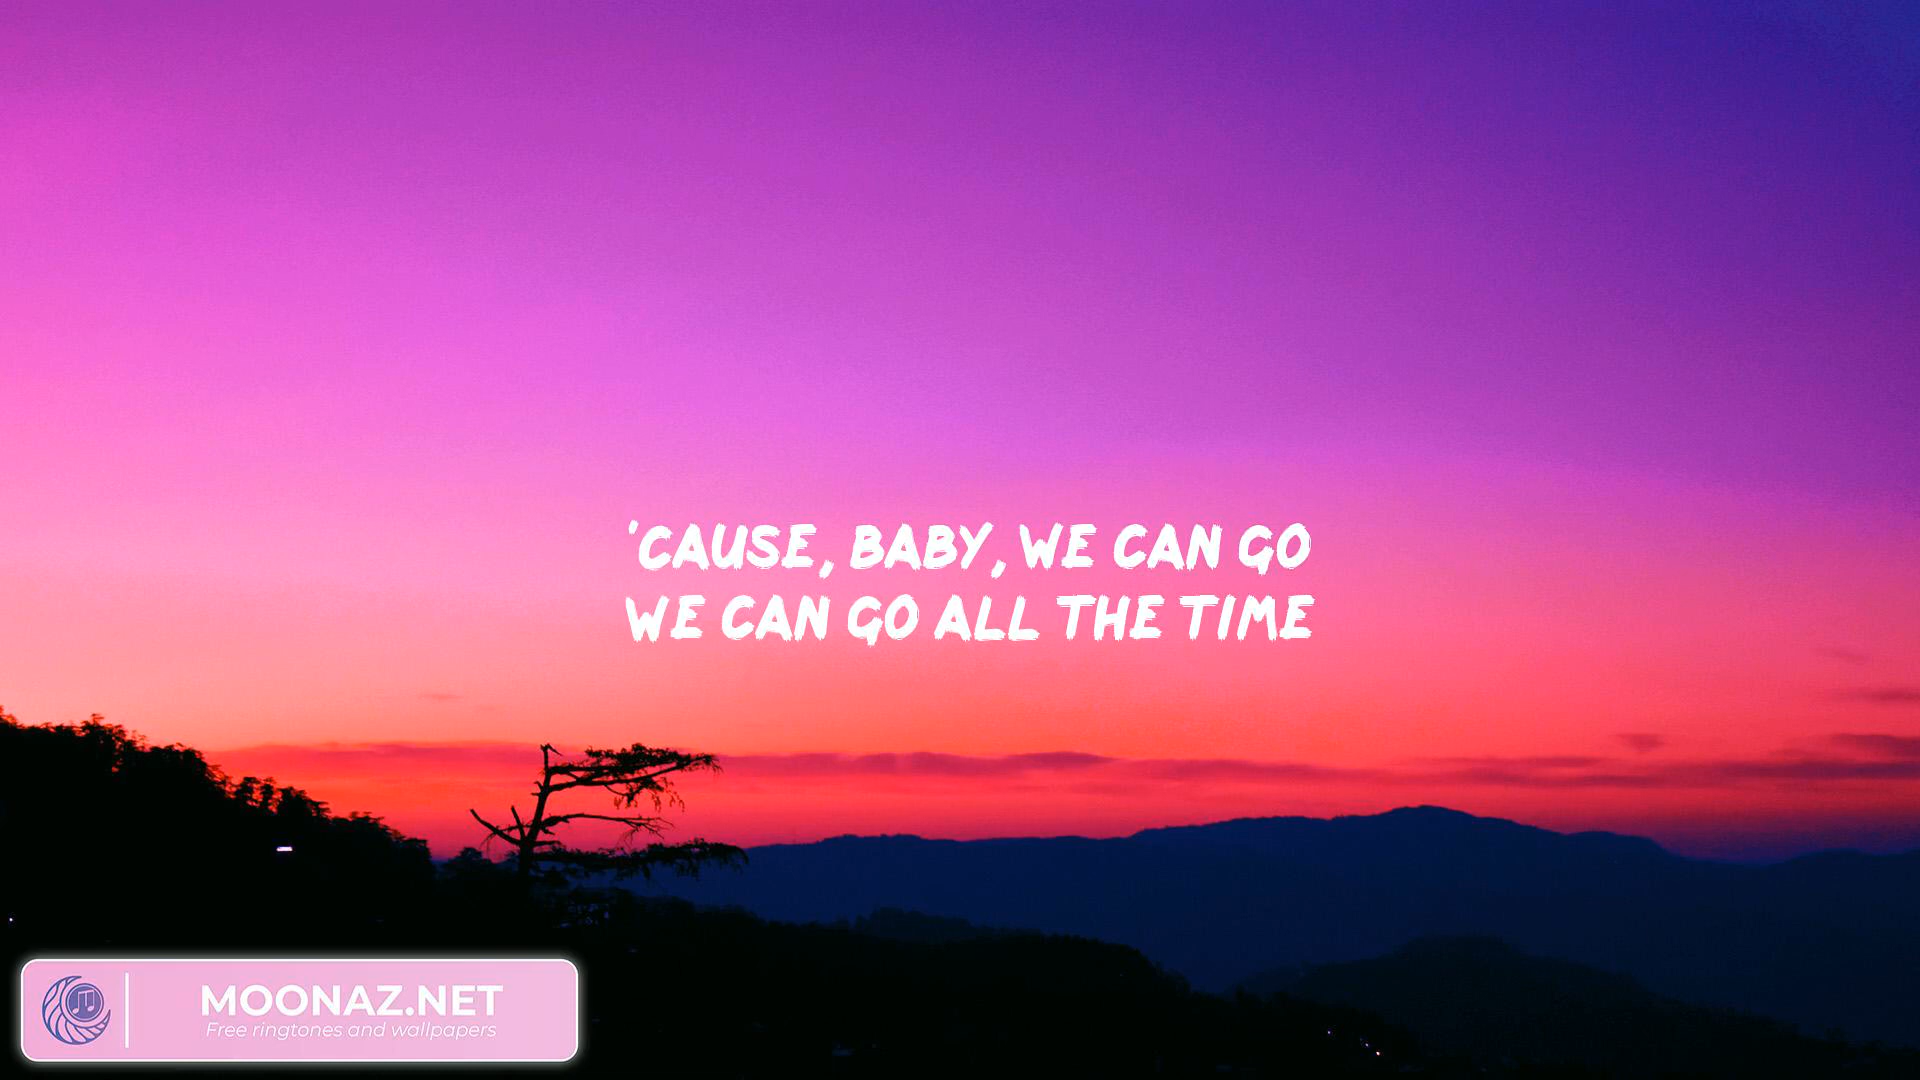 'CAUSE, BABY, WE CAN GO
WE CAN GO ALL THE TIME
MOONAZ.NET
Free ringtones and wallpapers